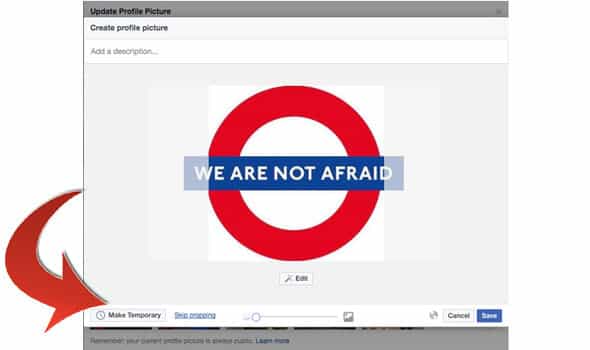 Update Profile Picture
Create profile picture
Add a description...
WE ARE NOT AFRAID
Edit
Make Temporary Skip cropping Cancel Save
Remember your current profile picture is always public. Learn more